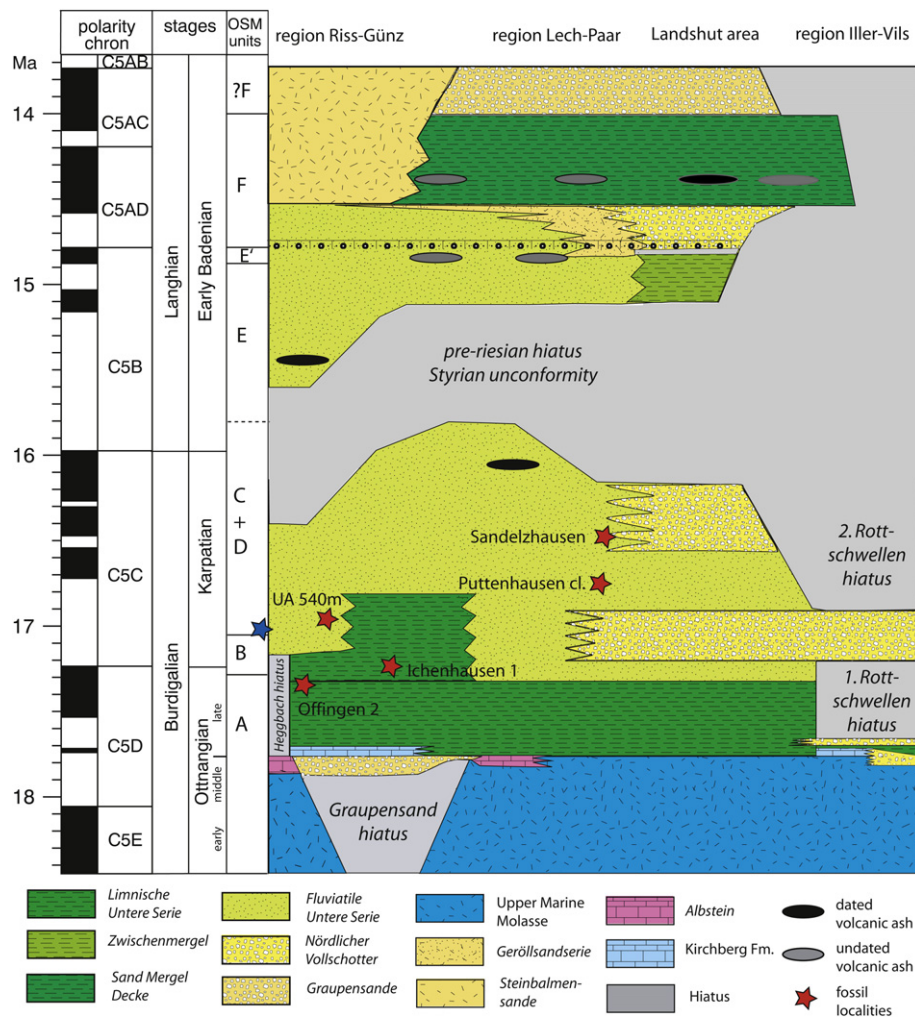 polarity
chron
stages
OSM
units
region Riss-Günz
region Lech-Paar
Landshut area
region Iller-Vils
Ma
C5AB
?F
14
C5AC
F
C5AD
E'
15
Langhian
Early Badenian
E
C5B
pre-riesian hiatus
Styrian unconformity
16
C
+
D
Karpatian
Sandelzhausen
2. Rott-
schwellen
hiatus
C5C
Puttenhausen cl.
UA 540m
17
B
Burdigalian
Heggbach hiatus
Ichenhausen 1
1. Rott-
schwellen
hiatus
Offingen 2
A
late
C5D
Ottnangian
middle
18
Graupensand
hiatus
early
C5E
Limnische
Untere Serie
Fluviatile
Untere Serie
Upper Marine
Molasse
Albstein
dated
volcanic ash
Zwischenmergel
Nördlicher
Vollschotter
Geröllsandserie
Kirchberg Fm.
undated
volcanic ash
Sand Mergel
Decke
Graupensande
Steinbalmen-
sande
Hiatus
fossil
localities